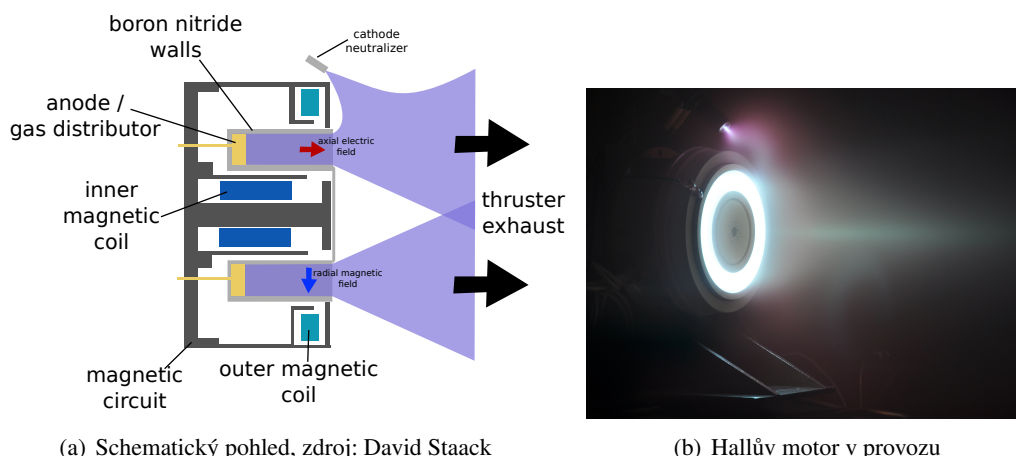 boron nitride
walls
cathode
neutralizer
anode /
gas distributor
axial electric
field
inner
magnetic
coil
thruster
exhaust
radial magnetic
field
magnetic
circuit
outer magnetic
coil
(a) Schematický pohled, zdroj: David Staack
(b) Hallův motor v provozu